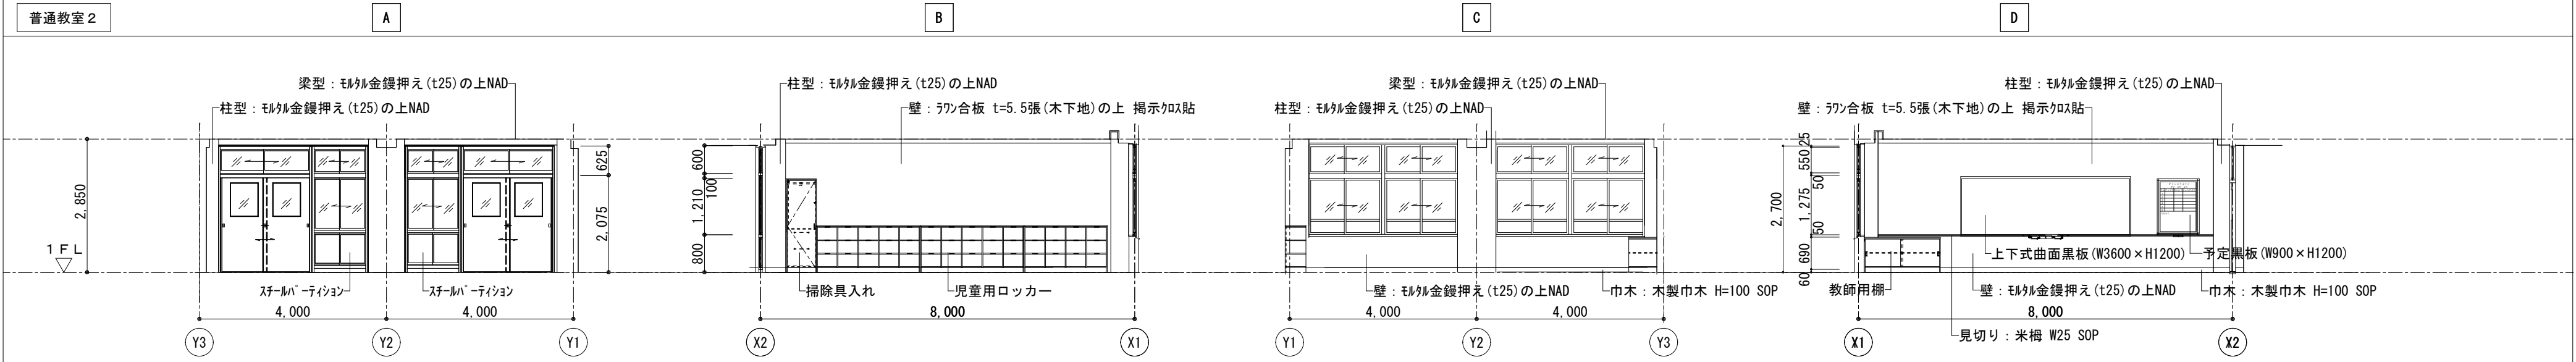 普通教室２
A
B
C
D
梁型：ﾓﾙﾀﾙ金鏝押え(t25)の上NAD
柱型：ﾓﾙﾀﾙ金鏝押え(t25)の上NAD
2,850
１ＦＬ
625
2,075
ｽﾁｰﾙﾊﾟｰﾃｨｼｮﾝ
ｽﾁｰﾙﾊﾟｰﾃｨｼｮﾝ
4,000
4,000
Y3
Y2
Y1
柱型：ﾓﾙﾀﾙ金鏝押え(t25)の上NAD
壁：ﾗﾜﾝ合板 t=5.5張(木下地)の上 掲示ｸﾛｽ貼
600
100
1,210
800
掃除具入れ
児童用ロッカー
8,000
X2
X1
梁型：ﾓﾙﾀﾙ金鏝押え(t25)の上NAD
柱型：ﾓﾙﾀﾙ金鏝押え(t25)の上NAD
壁：ﾓﾙﾀﾙ金鏝押え(t25)の上NAD
巾木：木製巾木 H=100 SOP
4,000
4,000
Y1
Y2
Y3
柱型：ﾓﾙﾀﾙ金鏝押え(t25)の上NAD
壁：ﾗﾜﾝ合板 t=5.5張(木下地)の上 掲示ｸﾛｽ貼
2,700
25
550
50
1,275
50
690
60
上下式曲面黒板(W3600×H1200)
予定黒板(W900×H1200)
教師用棚
壁：ﾓﾙﾀﾙ金鏝押え(t25)の上NAD
巾木：木製巾木 H=100 SOP
8,000
見切り：米栂 W25 SOP
X1
X2